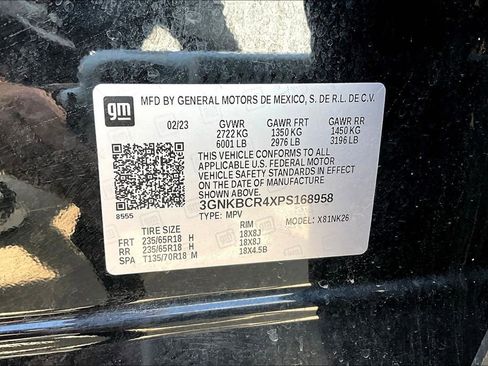 gm
MFD BY GENERAL MOTORS DE MEXICO, S. DE R.L. DE C.V.
02/23 GVWR GAWR FRT GAWR RR
2722 KG 1350 KG 1450 KG
6001 LB 2976 LB 3196 LB
THIS VEHICLE CONFORMS TO ALL
APPLICABLE U.S. FEDERAL MOTOR
VEHICLE SAFETY STANDARDS IN EFFECT
ON THE DATE OF MANUFACTURE
SHOWN ABOVE.
3GNKBCR4XPS168958
8555 TYPE: MPV MODEL: X81NK26
TIRE SIZE RIM
FRT 235/65R18 H 18X8J
RR 235/65R18 H 18X8J
SPA T135/70R18 M 18X4.5B